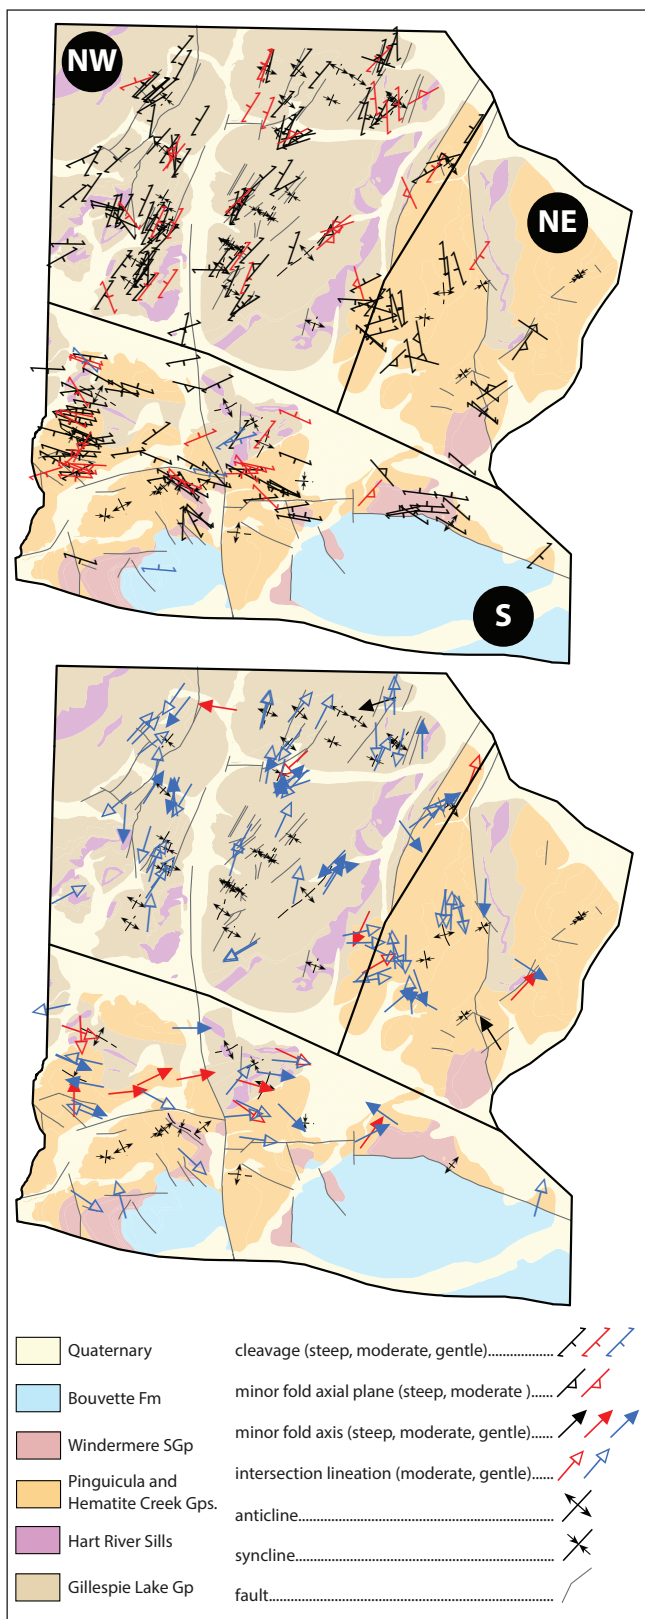 NW
NE
S
Quaternary
Bouvette Fm
Windermere SGp
Pinguicula and
Hematite Creek Gps.
Hart River Sills
Gillespie Lake Gp
cleavage (steep, moderate, gentle)
minor fold axial plane (steep, moderate )
minor fold axis (steep, moderate, gentle)
intersection lineation (moderate, gentle)
anticline
syncline
fault